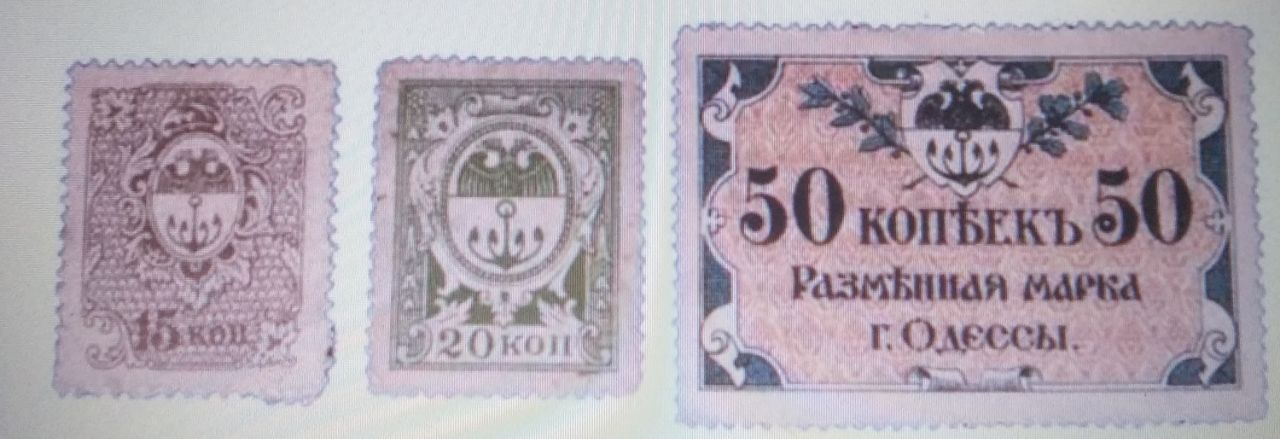 15 коп.
20 коп
50 КОПѢЕКЪ 50
Размѣнная марка
г. Одессы.